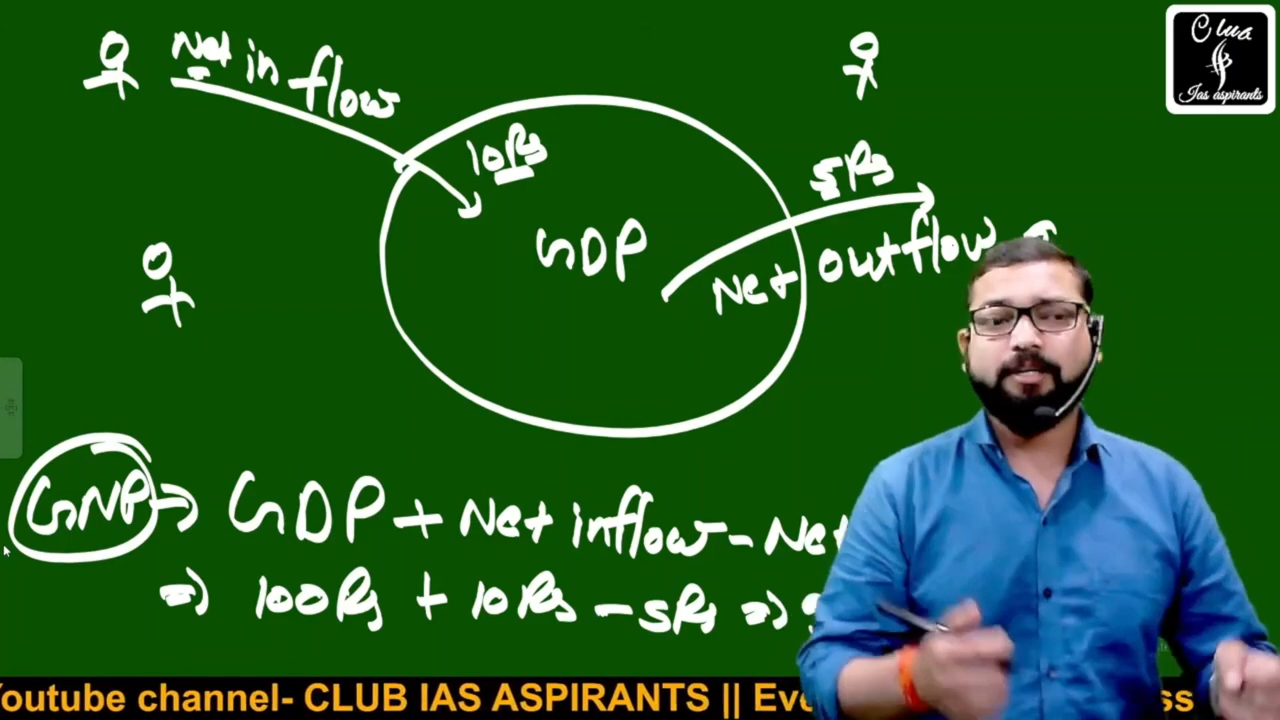 Net inflow
10Rs
GDP
5Rs
Net outflow
GNP → GDP + Net inflow - Net
⇒ 100Rs + 10Rs - 5Rs ⇒
Club
Ias aspirants
Youtube channel- CLUB IAS ASPIRANTS ||